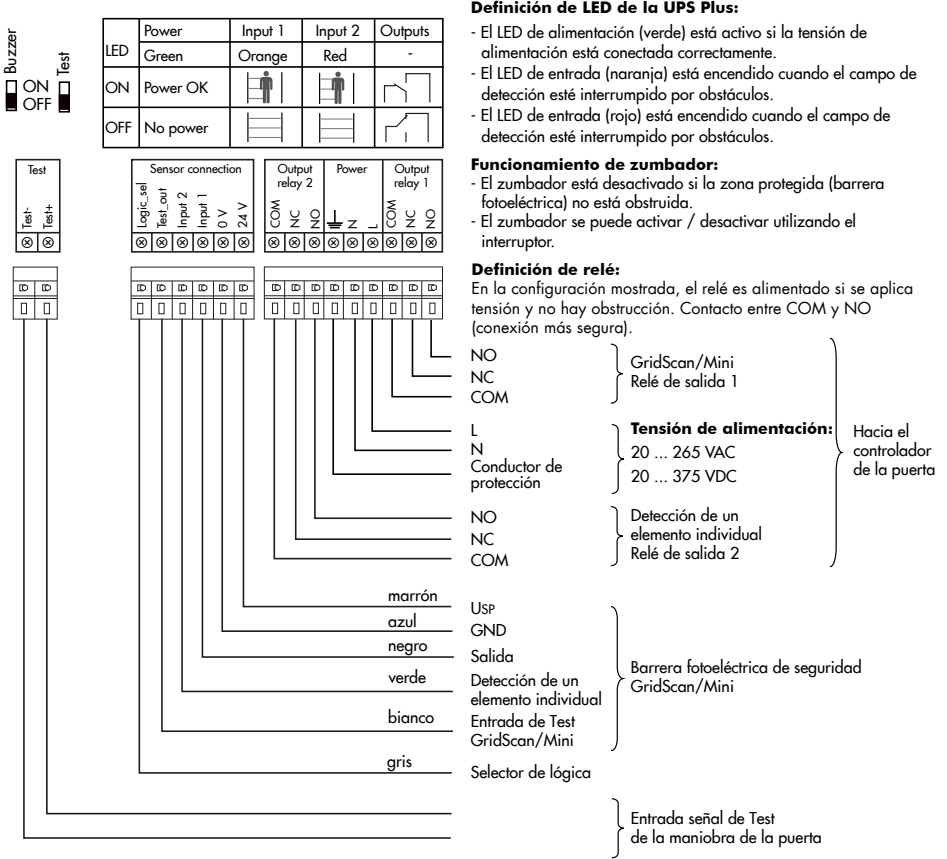 Buzzer
ON
OFF
Test
LED
Power
Input 1
Input 2
Outputs
Green
Orange
Red
-
ON
Power OK
OFF
No power
Definición de LED de la UPS Plus:
- El LED de alimentación (verde) está activo si la tensión de
alimentación está conectada correctamente.
- El LED de entrada (naranja) está encendido cuando el campo de
detección esté interrumpido por obstáculos.
- El LED de entrada (rojo) está encendido cuando el campo de
detección esté interrumpido por obstáculos.
Funcionamiento de zumbador:
- El zumbador está desactivado si la zona protegida (barrera
fotoeléctrica) no está obstruida.
- El zumbador se puede activar / desactivar utilizando el
interruptor.
Definición de relé:
En la configuración mostrada, el relé es alimentado si se aplica
tensión y no hay obstrucción. Contacto entre COM y NO
(conexión más segura).
Test
Test-
Test+
Sensor connection
Logic_sel
Test_out
Input 2
Input 1
0 V
24 V
Output
relay 2
Power
Output
relay 1
COM
NC
NO
N
L
COM
NC
NO
NO
NC
COM
GridScan/Mini
Relé de salida 1
L
N
Conductor de
protección
Tensión de alimentación:
20 ... 265 VAC
20 ... 375 VDC
Hacia el
controlador
de la puerta
NO
NC
COM
Detección de un
elemento individual
Relé de salida 2
marrón
USP
azul
GND
negro
Salida
verde
Detección de un
elemento individual
bianco
Entrada de Test
GridScan/Mini
Barrera fotoeléctrica de seguridad
GridScan/Mini
gris
Selector de lógica
Entrada señal de Test
de la maniobra de la puerta